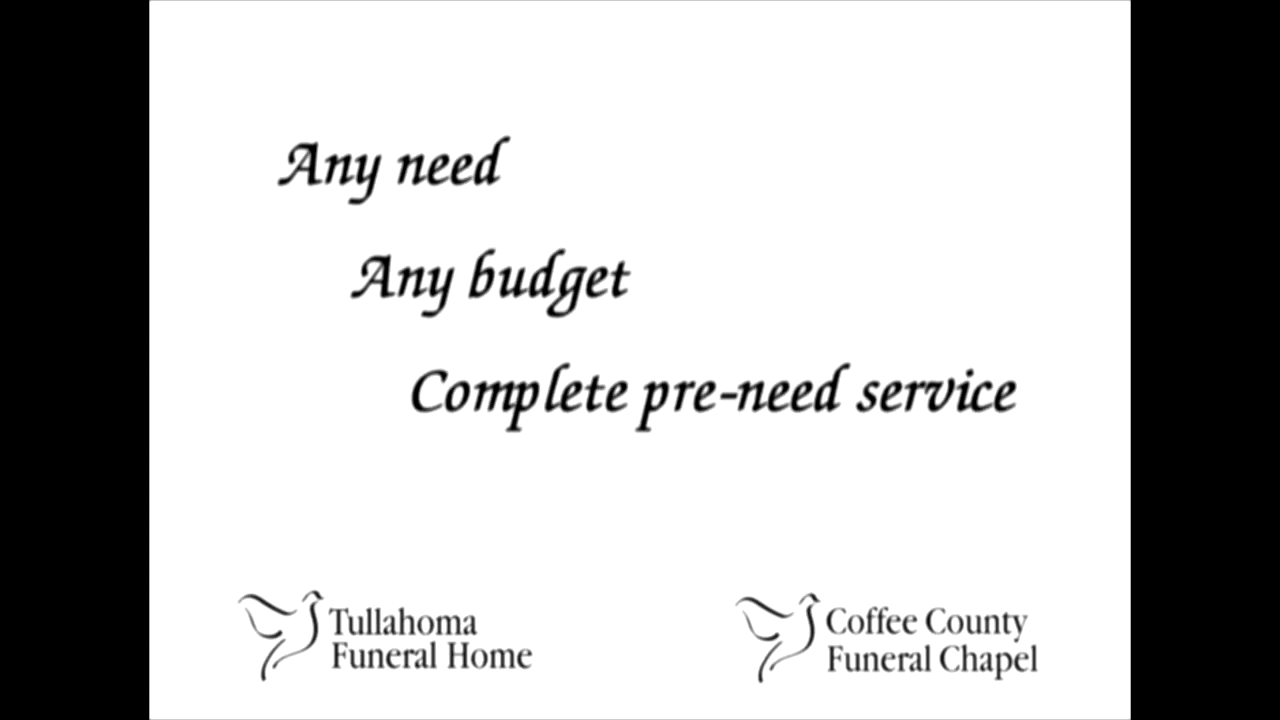 Any need
Any budget
Complete pre-need service
Tullahoma
Funeral Home
Coffee County
Funeral Chapel